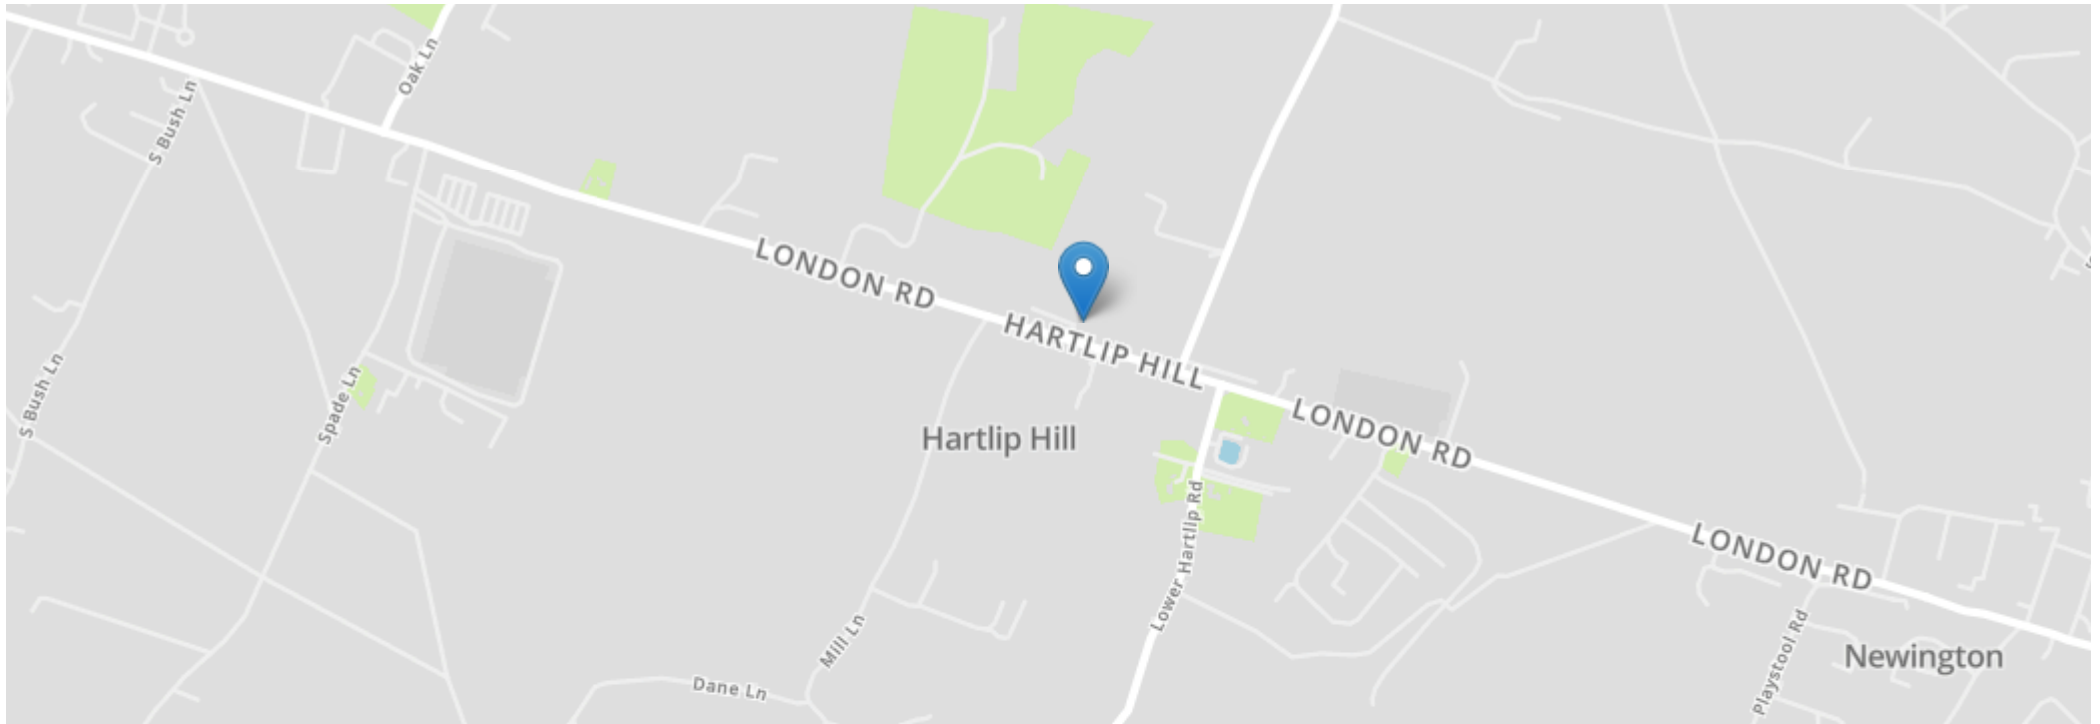 Oak Ln
S Bush Ln
LONDON RD
HARTLIP HILL
S Bush Ln
Spade Ln
Hartlip Hill
LONDON RD
Lower Hartlip Rd
LONDON RD
Mill Ln
Dane Ln
Playstool Rd
Newington